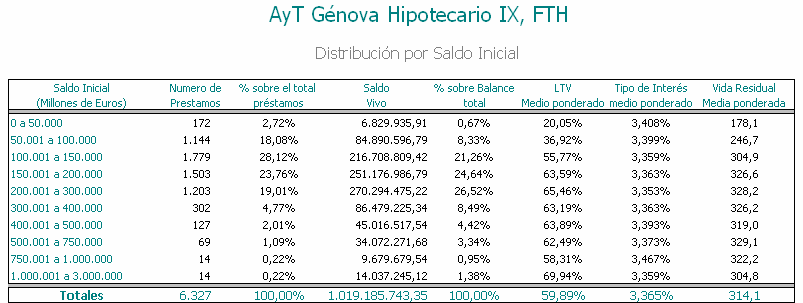 AyT Génova Hipotecario IX, FTH
Distribución por Saldo Inicial
Saldo Inicial Numero de % sobre el total Saldo % sobre Balance LTV Tipo de Interés Vida Residual
(Millones de Euros) Prestamos préstamos Vivo total Medio ponderado medio ponderado Media ponderada
0 a 50.000 172 2,72% 6.829.935,91 0,67% 20,05% 3,408% 178,1
50.001 a 100.000 1.144 18,08% 84.890.596,79 8,33% 36,92% 3,399% 246,7
100.001 a 150.000 1.779 28,12% 216.708.809,42 21,26% 55,77% 3,359% 304,9
150.001 a 200.000 1.503 23,76% 251.176.986,79 24,64% 63,59% 3,363% 326,6
200.001 a 300.000 1.203 19,01% 270.294.475,22 26,52% 65,46% 3,353% 328,2
300.001 a 400.000 302 4,77% 86.479.225,34 8,49% 63,19% 3,363% 326,2
400.001 a 500.000 127 2,01% 45.016.517,54 4,42% 63,89% 3,393% 319,0
500.001 a 750.000 69 1,09% 34.072.271,68 3,34% 62,49% 3,373% 329,1
750.001 a 1.000.000 14 0,22% 9.679.679,54 0,95% 58,31% 3,467% 322,2
1.000.001 a 3.000.000 14 0,22% 14.037.245,12 1,38% 69,94% 3,359% 304,8
Totales 6.327 100,00% 1.019.185.743,35 100,00% 59,89% 3,365% 314,1